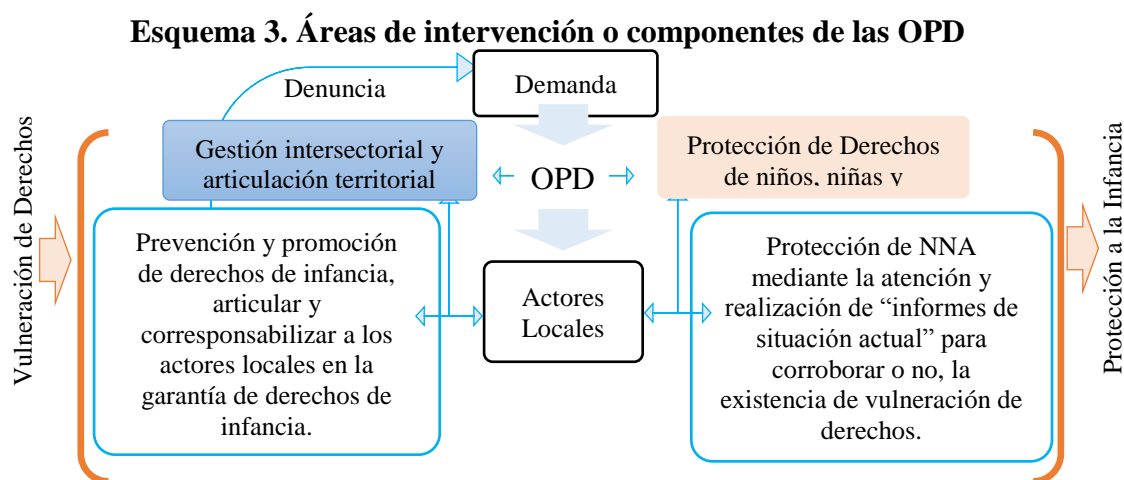 Esquema 3. Áreas de intervención o componentes de las OPD
Denuncia
Demanda
Vulneración de Derechos
Gestión intersectorial y
articulación territorial
OPD
Protección de Derechos
de niños, niñas y
Prevención y promoción
de derechos de infancia,
articular y
corresponsabilizar a los
actores locales en la
garantía de derechos de
infancia.
Actores
Locales
Protección de NNA
mediante la atención y
realización de “informes de
situación actual” para
corroborar o no, la
existencia de vulneración de
derechos.
Protección a la Infancia